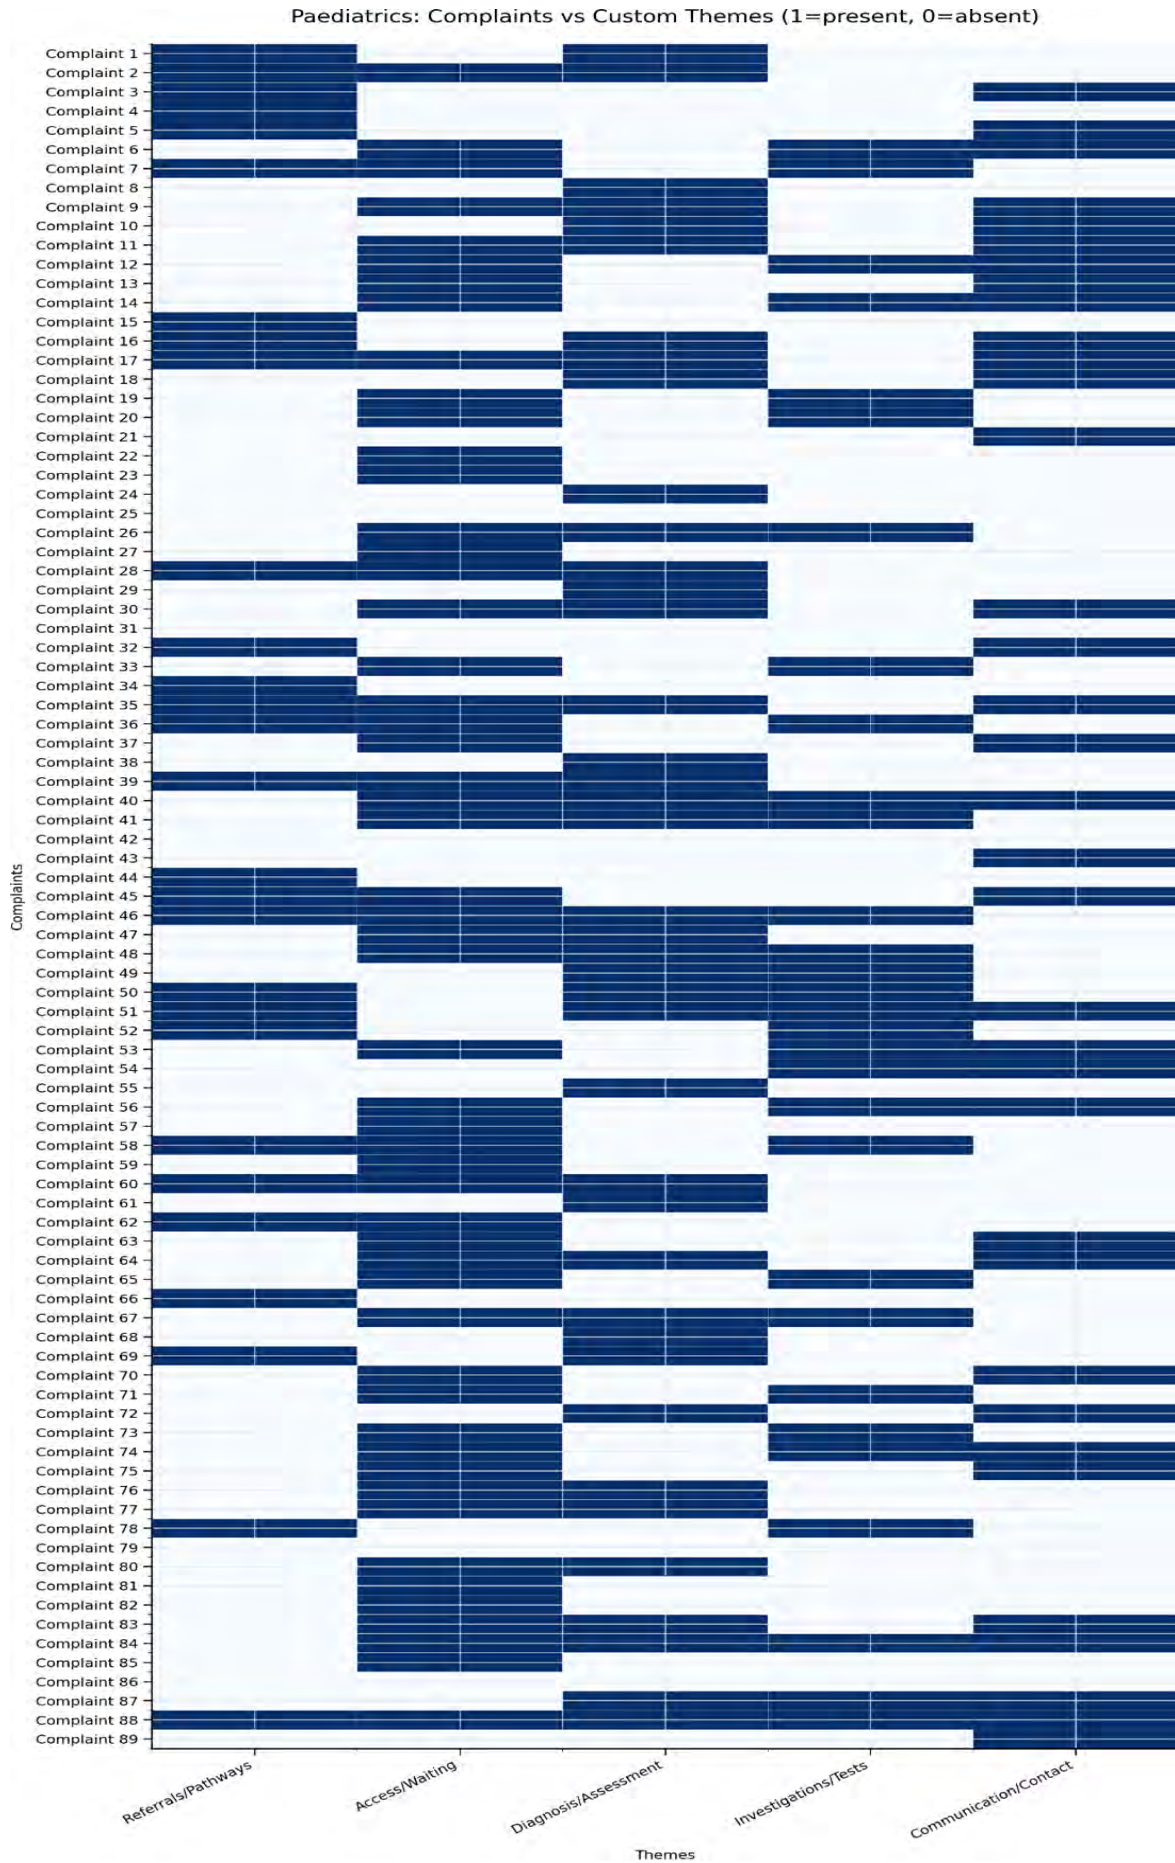 Paediatrics: Complaints vs Custom Themes (1=present, 0=absent)
Complaint 1
Complaint 2
Complaint 3
Complaint 4
Complaint 5
Complaint 6
Complaint 7
Complaint 8
Complaint 9
Complaint 10
Complaint 11
Complaint 12
Complaint 13
Complaint 14
Complaint 15
Complaint 16
Complaint 17
Complaint 18
Complaint 19
Complaint 20
Complaint 21
Complaint 22
Complaint 23
Complaint 24
Complaint 25
Complaint 26
Complaint 27
Complaint 28
Complaint 29
Complaint 30
Complaint 31
Complaint 32
Complaint 33
Complaint 34
Complaint 35
Complaint 36
Complaint 37
Complaint 38
Complaint 39
Complaint 40
Complaint 41
Complaint 42
Complaint 43
Complaint 44
Complaint 45
Complaint 46
Complaint 47
Complaint 48
Complaint 49
Complaint 50
Complaint 51
Complaint 52
Complaint 53
Complaint 54
Complaint 55
Complaint 56
Complaint 57
Complaint 58
Complaint 59
Complaint 60
Complaint 61
Complaint 62
Complaint 63
Complaint 64
Complaint 65
Complaint 66
Complaint 67
Complaint 68
Complaint 69
Complaint 70
Complaint 71
Complaint 72
Complaint 73
Complaint 74
Complaint 75
Complaint 76
Complaint 77
Complaint 78
Complaint 79
Complaint 80
Complaint 81
Complaint 82
Complaint 83
Complaint 84
Complaint 85
Complaint 86
Complaint 87
Complaint 88
Complaint 89
Complaints
Referrals/Pathways
Access/Waiting
Diagnosis/Assessment
Investigations/Tests
Communication/Contact
Themes